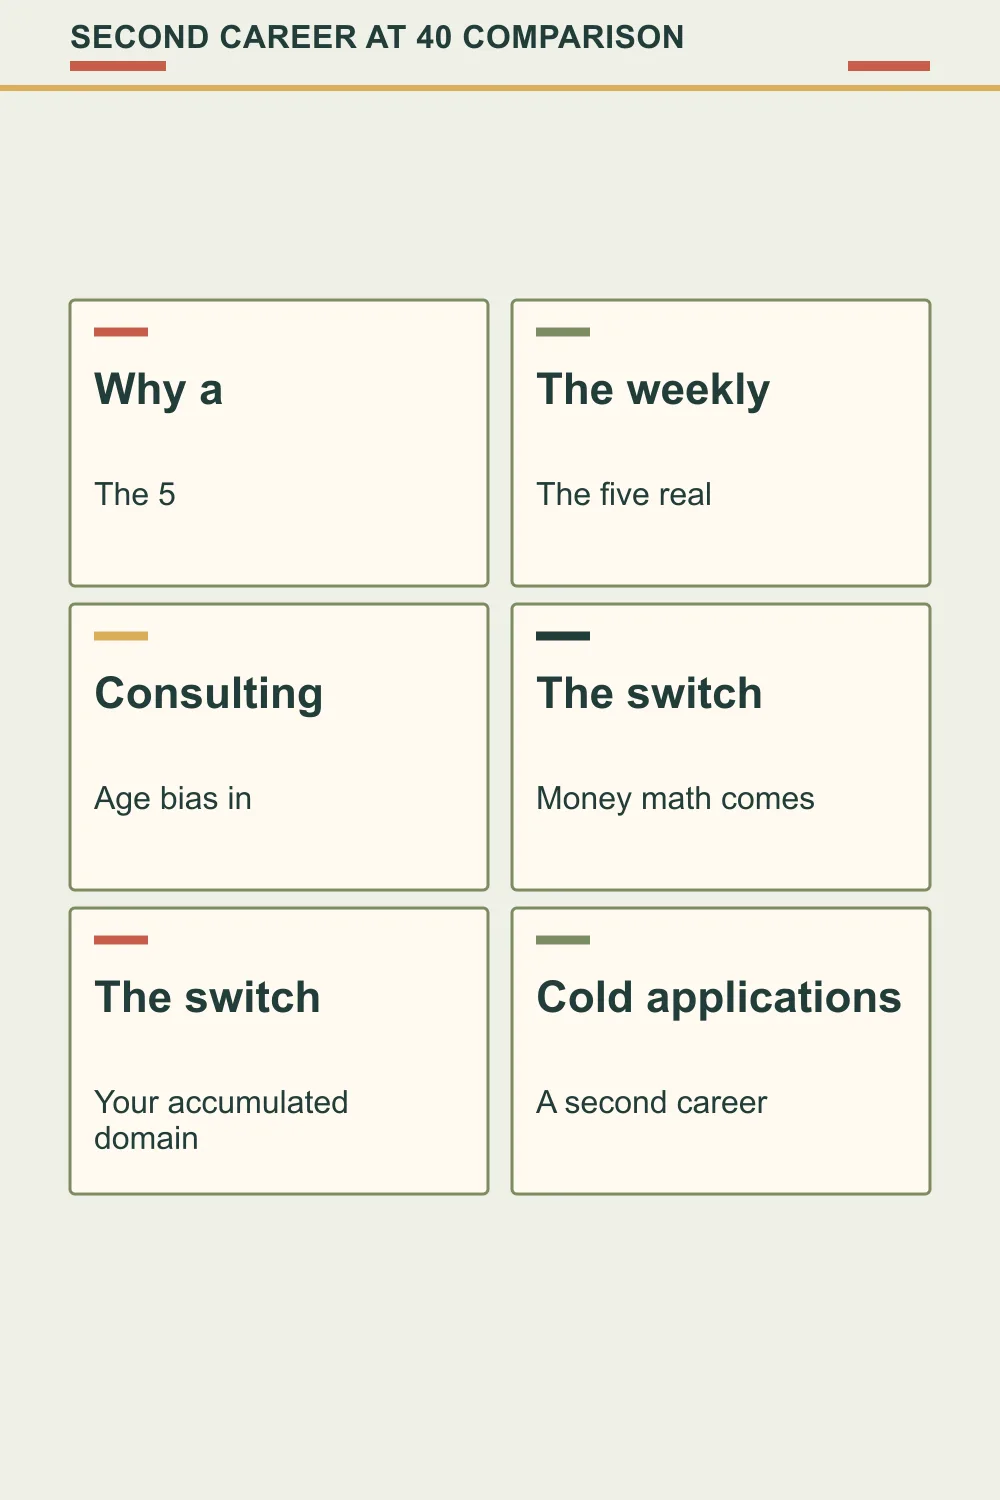 SECOND CAREER AT 40 COMPARISON
Why a
The 5
The weekly
The five real
Consulting
Age bias in
The switch
Money math comes
The switch
Your accumulated
domain
Cold applications
A second career